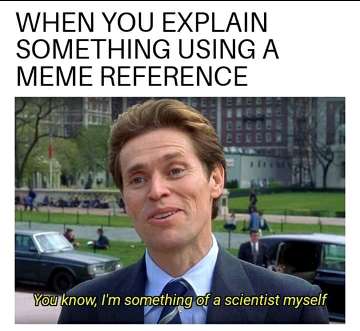 WHEN YOU EXPLAIN
SOMETHING USING A
MEME REFERENCE
You know, I'm something of a scientist myself